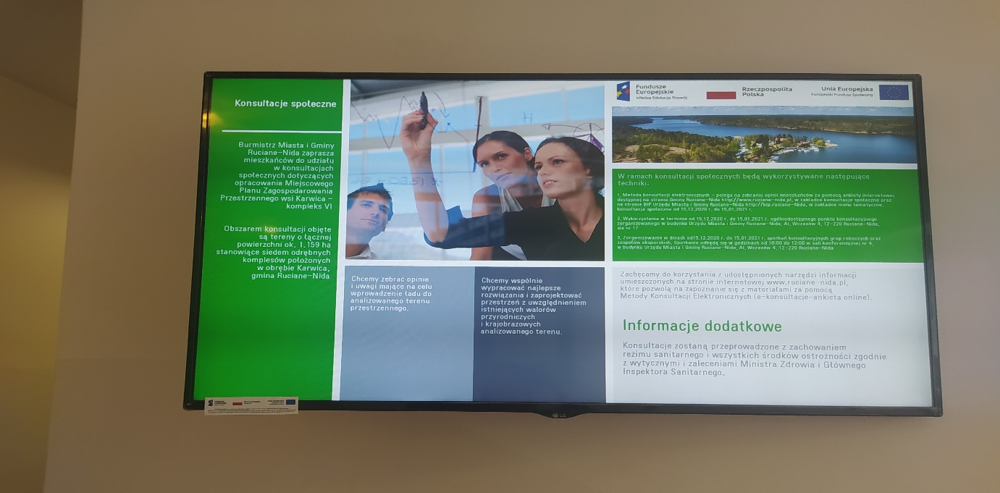 Konsultacje społeczne
Burmistrz Miasta i Gminy
Ruciane-Nida zaprasza
mieszkańców do udziału
w konsultacjach
społecznych dotyczących
opracowania Miejscowego
Planu Zagospodarowania
Przestrzennego wsi Karwica –
kompleks VI
Obszarem konsultacji objęte
są tereny o łącznej
powierzchni ok. 1.159 ha
stanowiące siedem odrębnych
kompleksów położonych
w obrębie Karwica,
gmina Ruciane-Nida
H
Chcemy zebrać opinie
i uwagi mające na celu
wprowadzenie ładu do
analizowanego terenu
przestrzennego.
Chcemy wspólnie
wypracować najlepsze
rozwiązania i zaprojektować
przestrzeń z uwzględnieniem
istniejących walorów
przyrodniczych
i krajobrazowych
analizowanego terenu.
Fundusze
Europejskie
Wiedza Edukacja Rozwój
Rzeczpospolita
Polska
Unia Europejska
Europejski Fundusz Społeczny
W ramach konsultacji społecznych będą wykorzystywane następujące
techniki:
1. Metoda konsultacji elektronicznych – polega na zebraniu opinii mieszkańców za pomocą ankiety internetowej
dostępnej na stronie Gminy Ruciane-Nida http://www.ruciane-nida.pl, w zakładce konsultacje społeczne oraz
na stronie BIP Urzędu Miasta i Gminy Ruciane-Nida http://bip.ruciane-Nida, w zakładce menu tematyczne,
konsultacje społeczne od 15.12.2020 r. do 15.01.2021 r.
2. Wykorzystania w terminie od 15.12.2020 r. do 15.01.2021 r. ogólnodostępnego punktu konsultacyjnego
zorganizowanego w budynku Urzędu Miasta i Gminy Ruciane-Nida, Al. Wczasów 4, 12-220 Ruciane-Nida,
sla nr 17.
3. Zorganizowanie w dniach od15.12.2020 r. do 15.01.2021 r. spotkań konsultacyjnych grup roboczych oraz
zespołów eksperckich. Spotkania odbędą się w godzinach od 10:00 do 12:00 w sali konferencyjnej nr 4,
w budynku Urzędu Miasta i Gminy Ruciane-Nida, Al. Wczasów 4, 12-220 Ruciane-Nida
Zachęcamy do korzystania z udostępnionych narzędzi informacji
umieszczonych na stronie internetowej www.ruciane-nida.pl,
które pozwolą na zapoznanie się z materiałami za pomocą
Metody Konsultacji Elektronicznych (e-konsultacje-ankieta online).
Informacje dodatkowe
Konsultacje zostaną przeprowadzone z zachowaniem
reżimu sanitarnego i wszystkich środków ostrożności zgodnie
z wytycznymi i zaleceniami Ministra Zdrowia i Głównego
Inspektora Sanitarnego.
LG